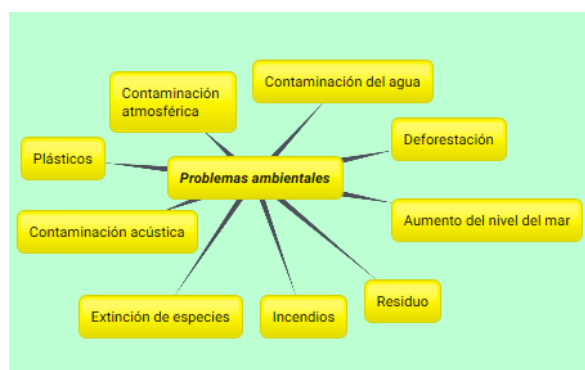 Contaminación del agua
Contaminación
atmosférica
Deforestación
Plásticos
Problemas ambientales
Aumento del nivel del mar
Contaminación acústica
Residuo
Extinción de especies
Incendios